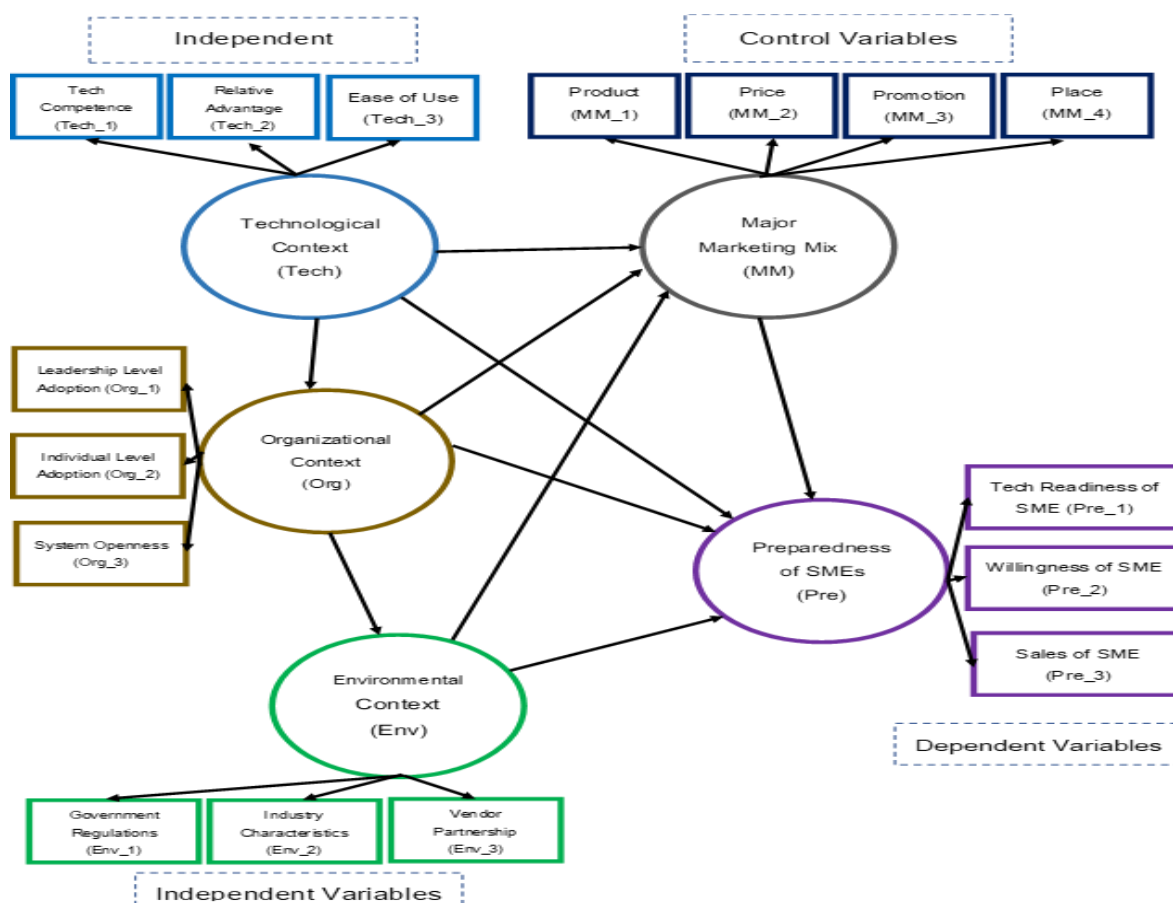 Independent
Control Variables
Tech
Competence
(Tech_1)
Relative
Advantage
(Tech_2)
Ease of Use
(Tech_3)
Product
(MM_1)
Price
(MM_2)
Promotion
(MM_3)
Place
(MM_4)
Technological
Context
(Tech)
Major
Marketing Mix
(MM)
Leadership Level
Adoption (Org_1)
Individual Level
Adoption (Org_2)
System Openness
(Org_3)
Organizational
Context
(Org)
Preparedness
of SMEs
(Pre)
Tech Readiness of
SME (Pre_1)
Willingness of SME
(Pre_2)
Sales of SME
(Pre_3)
Environmental
Context
(Env)
Dependent Variables
Government
Regulations
(Env_1)
Industry
Characteristics
(Env_2)
Vendor
Partnership
(Env_3)
Independent Variables